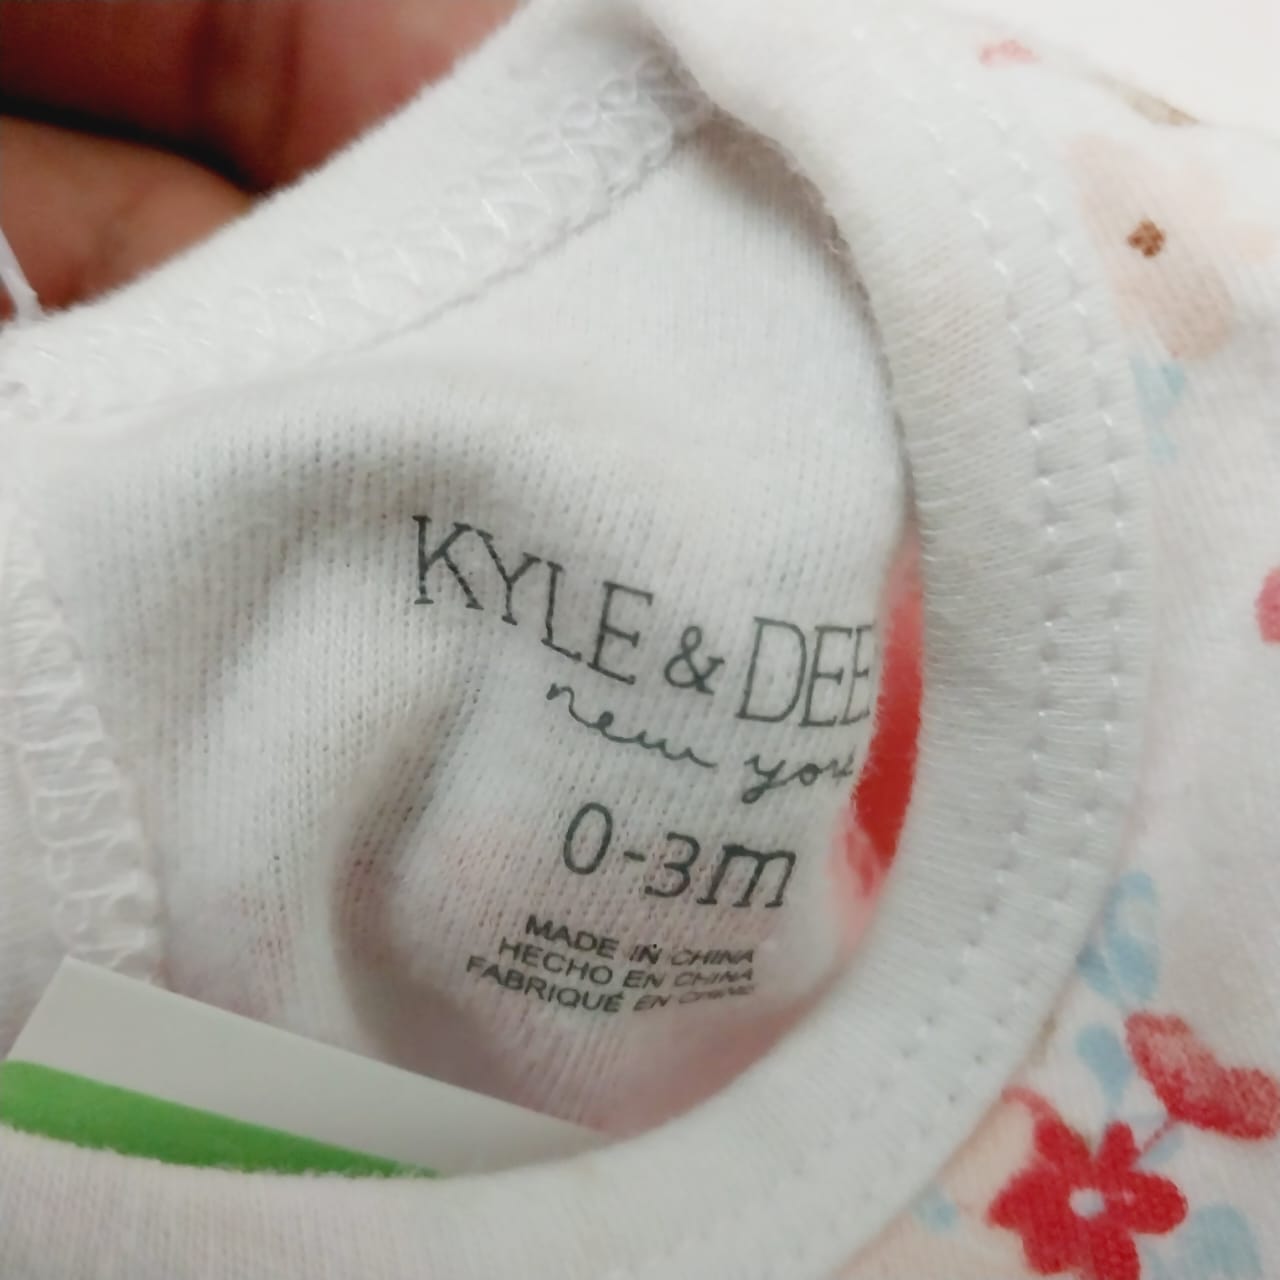 KYLE & DEE
new york
0-3m
MADE IN CHINA
HECHO EN CHINA
FABRIQUÉ EN CHINE